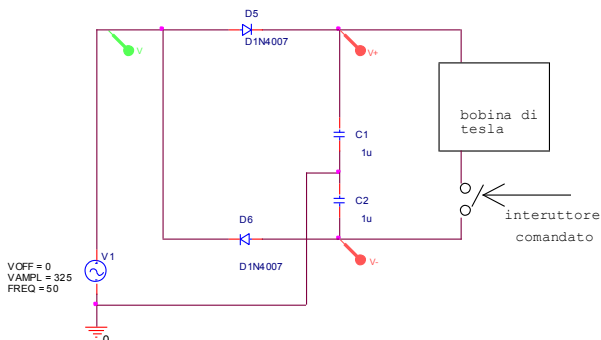 D5
D1N4007
V
V+
bobina di
tesla
C1
1u
C2
1u
D6
D1N4007
V-
interuttore
comandato
V1
VOFF = 0
VAMPL = 325
FREQ = 50
0